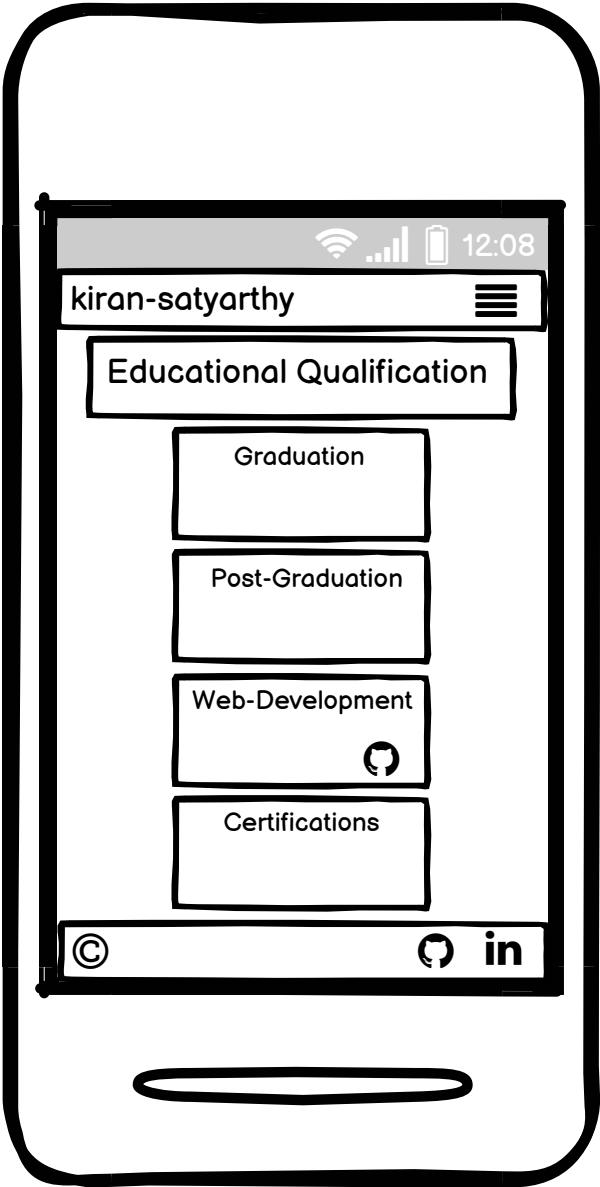 12:08
kiran-satyarthy
Educational Qualification
Graduation
Post-Graduation
Web-Development
Certifications
© in